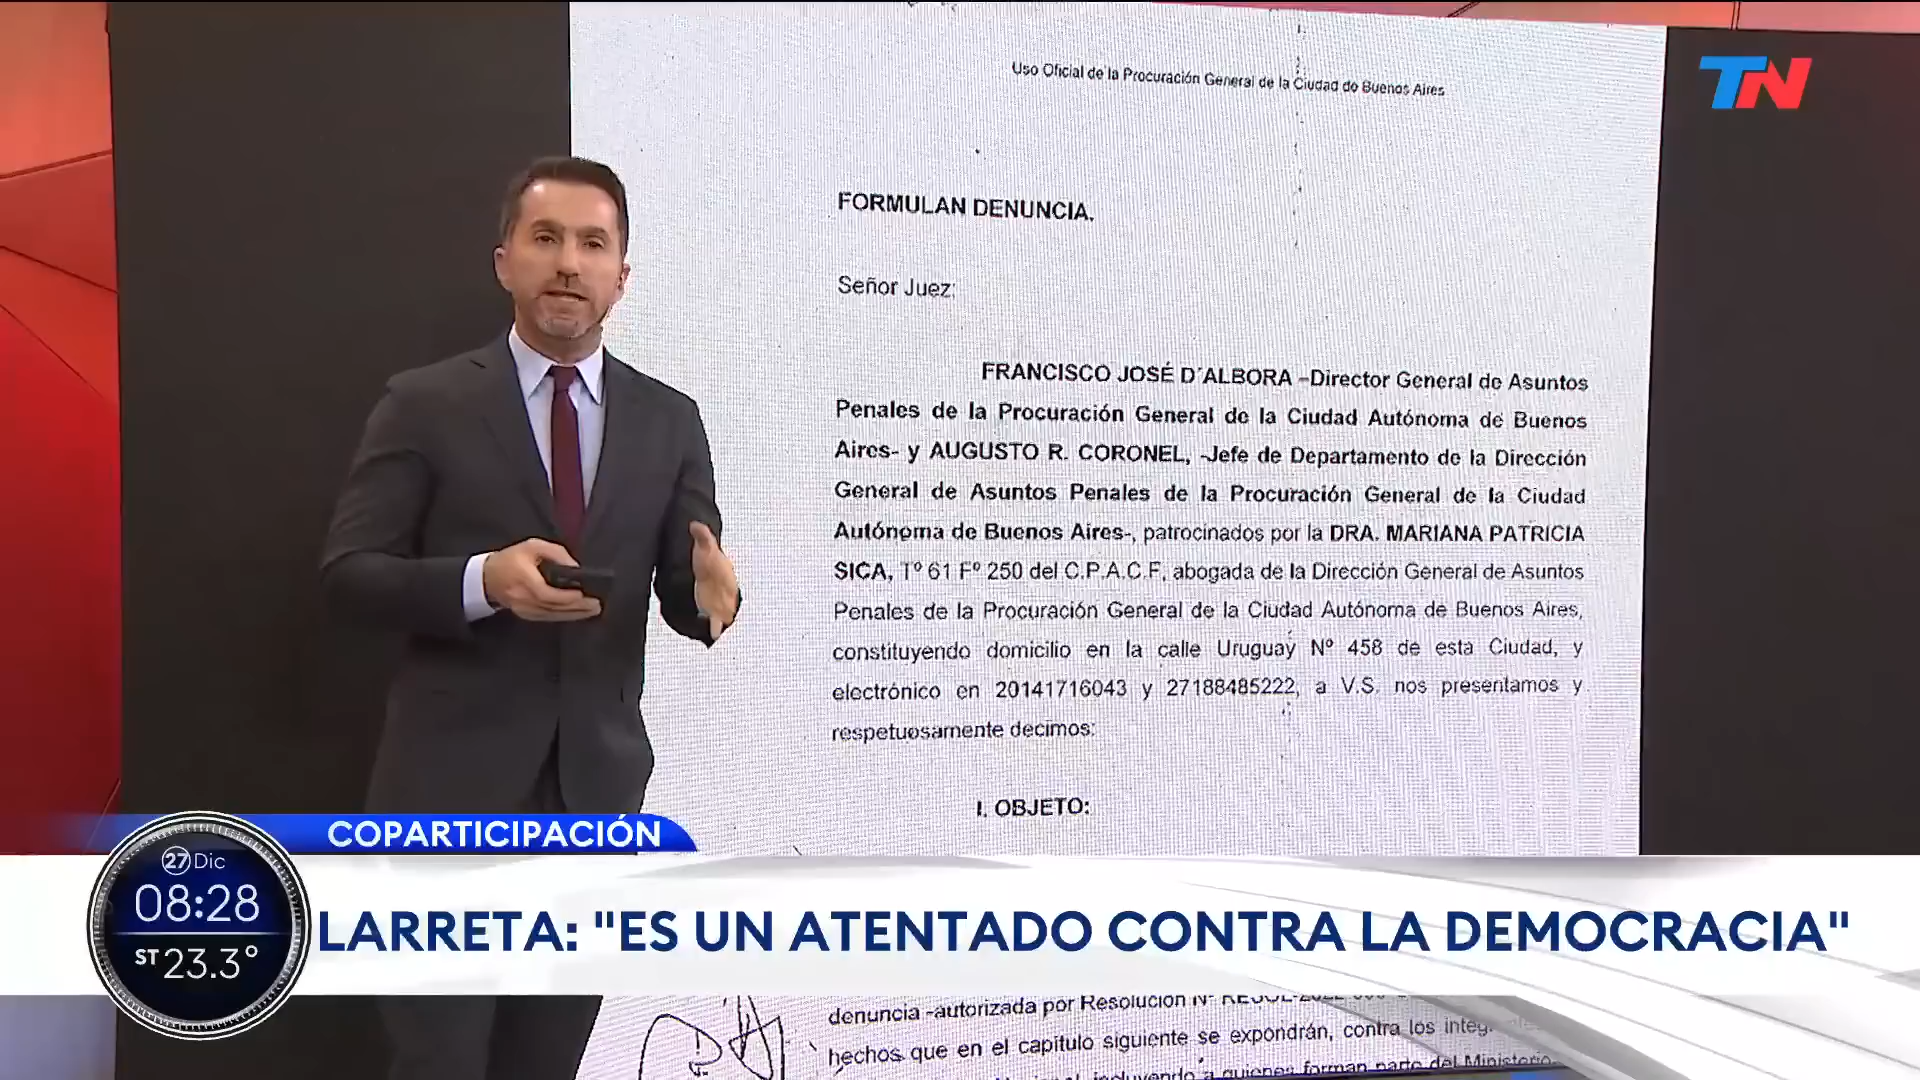 Uso Oficial de la Procuración General de la Ciudad de Buenos Aires
TN
FORMULAN DENUNCIA.
Señor Juez:
FRANCISCO JOSÉ D´ALBORA –Director General de Asuntos
Penales de la Procuración General de la Ciudad Autónoma de Buenos
Aires- y AUGUSTO R. CORONEL, -Jefe de Departamento de la Dirección
General de Asuntos Penales de la Procuración General de la Ciudad
Autónoma de Buenos Aires-, patrocinados por la DRA. MARIANA PATRICIA
SICA, Tº 61 Fº 250 del C.P.A.C.F, abogada de la Dirección General de Asuntos
Penales de la Procuración General de la Ciudad Autónoma de Buenos Aires,
constituyendo domicilio en la calle Uruguay Nº 458 de esta Ciudad, y
electrónico en 20141716043 y 27188485222, a V.S. nos presentamos y
respetuosamente decimos:
I. OBJETO:
COPARTICIPACIÓN
27 Dic
08:28
ST 23.3°
LARRETA: "ES UN ATENTADO CONTRA LA DEMOCRACIA"
denuncia -autorizada por Resolución Nº
hechos que en el capítulo siguiente se expondrán, contra los
incluyendo a quienes forman parte del Ministerio